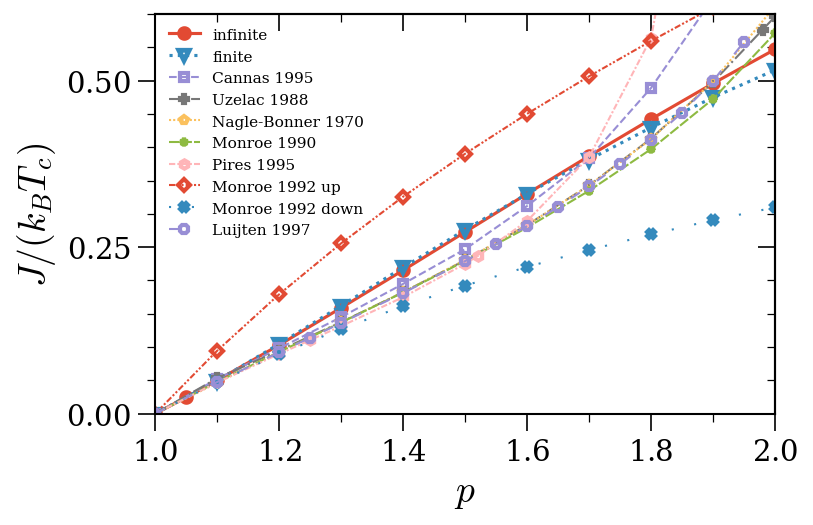 infinite
finite
Cannas 1995
Uzelac 1988
Nagle-Bonner 1970
Monroe 1990
Pires 1995
Monroe 1992 up
Monroe 1992 down
Luijten 1997
0.50
0.25
0.00
1.0 1.2 1.4 1.6 1.8 2.0
p
J/(k_BT_c)